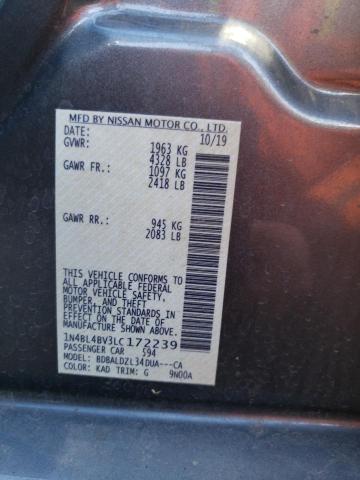 MFD BY NISSAN MOTOR CO., LTD.
DATE: 10/19
GVWR: 1963 KG
4328 LB
GAWR FR: 1097 KG
2418 LB
GAWR RR: 945 KG
2083 LB
THIS VEHICLE CONFORMS TO
ALL APPLICABLE FEDERAL
MOTOR VEHICLE SAFETY,
BUMPER, AND THEFT
PREVENTION STANDARDS IN
EFFECT ON THE DATE OF
MANUFACTURE SHOWN ABOVE.
1N4BL4BV3LC172239
PASSENGER CAR 594
MODEL: BDBALDZL34DUA---CA
COLOR: KAD TRIM: G 9N00A